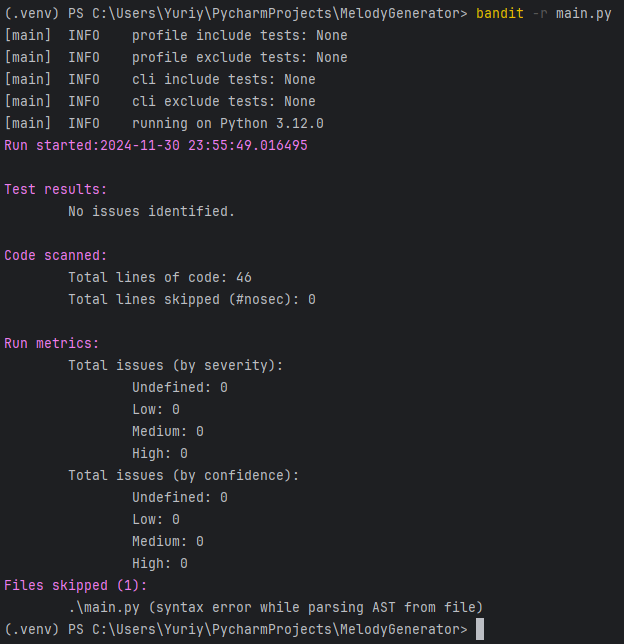 (.venv) PS C:\Users\Yuriy\PycharmProjects\MelodyGenerator> bandit -r main.py
[main]  INFO    profile include tests: None
[main]  INFO    profile exclude tests: None
[main]  INFO    cli include tests: None
[main]  INFO    cli exclude tests: None
[main]  INFO    running on Python 3.12.0
Run started:2024-11-30 23:55:49.016495

Test results:
        No issues identified.

Code scanned:
        Total lines of code: 46
        Total lines skipped (#nosec): 0

Run metrics:
        Total issues (by severity):
                Undefined: 0
                Low: 0
                Medium: 0
                High: 0
        Total issues (by confidence):
                Undefined: 0
                Low: 0
                Medium: 0
                High: 0
Files skipped (1):
        .\main.py (syntax error while parsing AST from file)
(.venv) PS C:\Users\Yuriy\PycharmProjects\MelodyGenerator>